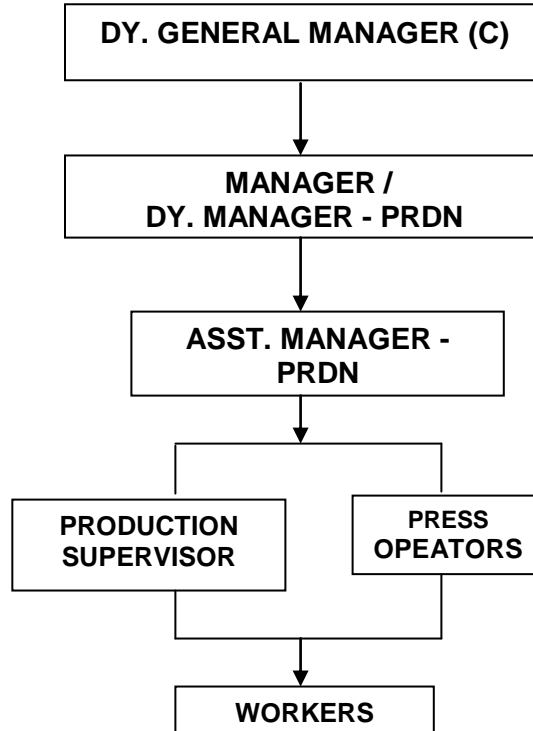 DY. GENERAL MANAGER (C)
MANAGER /
DY. MANAGER - PRDN
ASST. MANAGER -
PRDN
PRODUCTION
SUPERVISOR
PRESS
OPEATORS
WORKERS